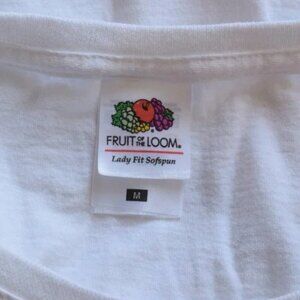 FRUIT OF THE LOOM®
Lady Fit Sofspun
M